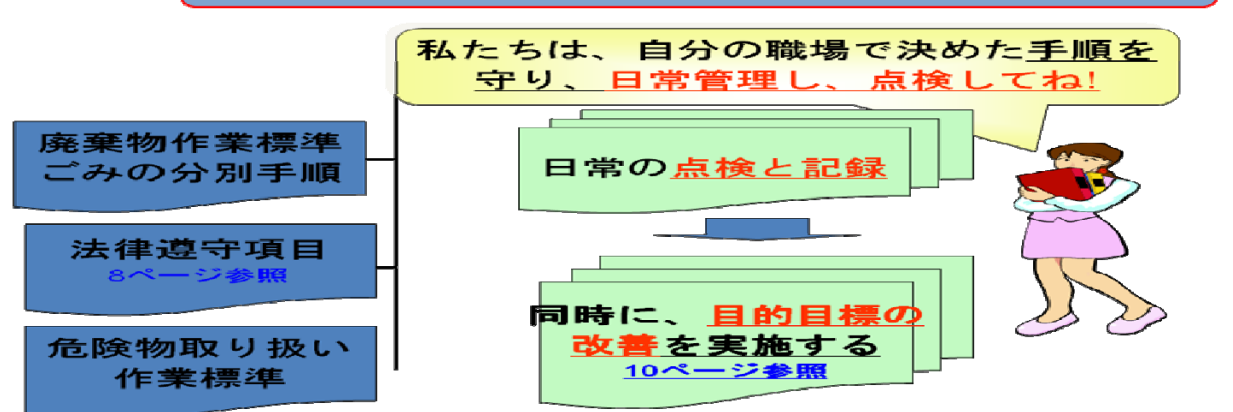 私たちは、自分の職場で決めた手順を
守り、日常管理し、点検してね!
廃棄物作業標準
ごみの分別手順
日常の点検と記録
法律遵守項目
8ページ参照
同時に、目的目標の
改善を実施する
10ページ参照
危険物取り扱い
作業標準